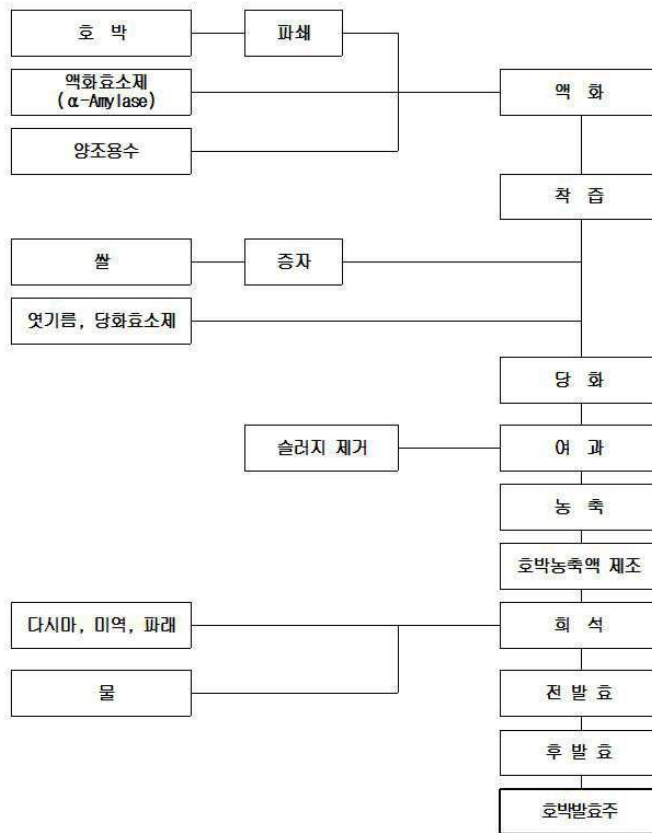 호 박
파쇄
액화효소제
(α-Amylase)
액 화
양조용수
착 즙
쌀
증자
엿기름, 당화효소제
당 화
슬러지 제거
여 과
농 축
호박농축액 제조
다시마, 미역, 파래
희 석
물
전 발 효
후 발 효
호박발효주